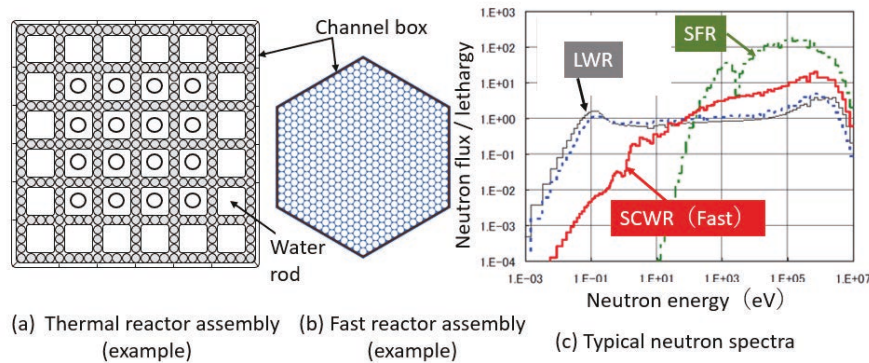 Channel box
Water
rod
(a) Thermal reactor assembly
(example)
(b) Fast reactor assembly
(example)
Neutron flux / lethargy
1.E+03
1.E+02
1.E+01
1.E+00
1.E-01
1.E-02
1.E-03
1.E-04
LWR
SFR
SCWR（Fast）
1.E-03
1.E-01
1.E+01
1.E+03
1.E+05
1.E+07
Neutron energy（eV）
(c) Typical neutron spectra